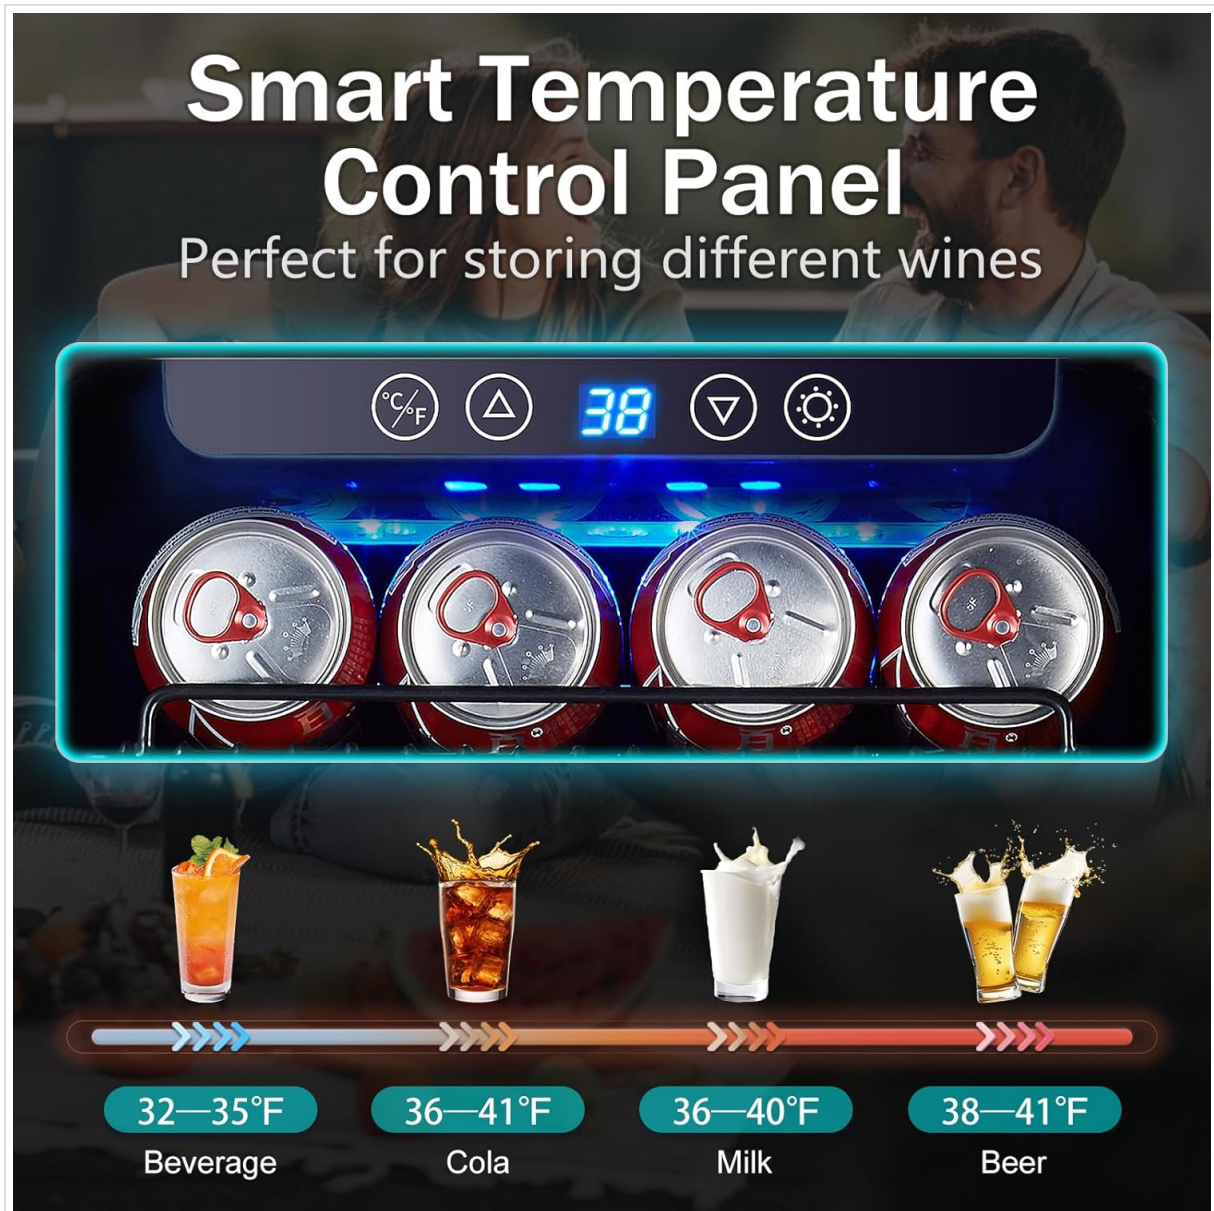 Smart Temperature
Control Panel
Perfect for storing different wines
°C/°F 38
32—35°F 36—41°F 36—40°F 38—41°F
Beverage Cola Milk Beer